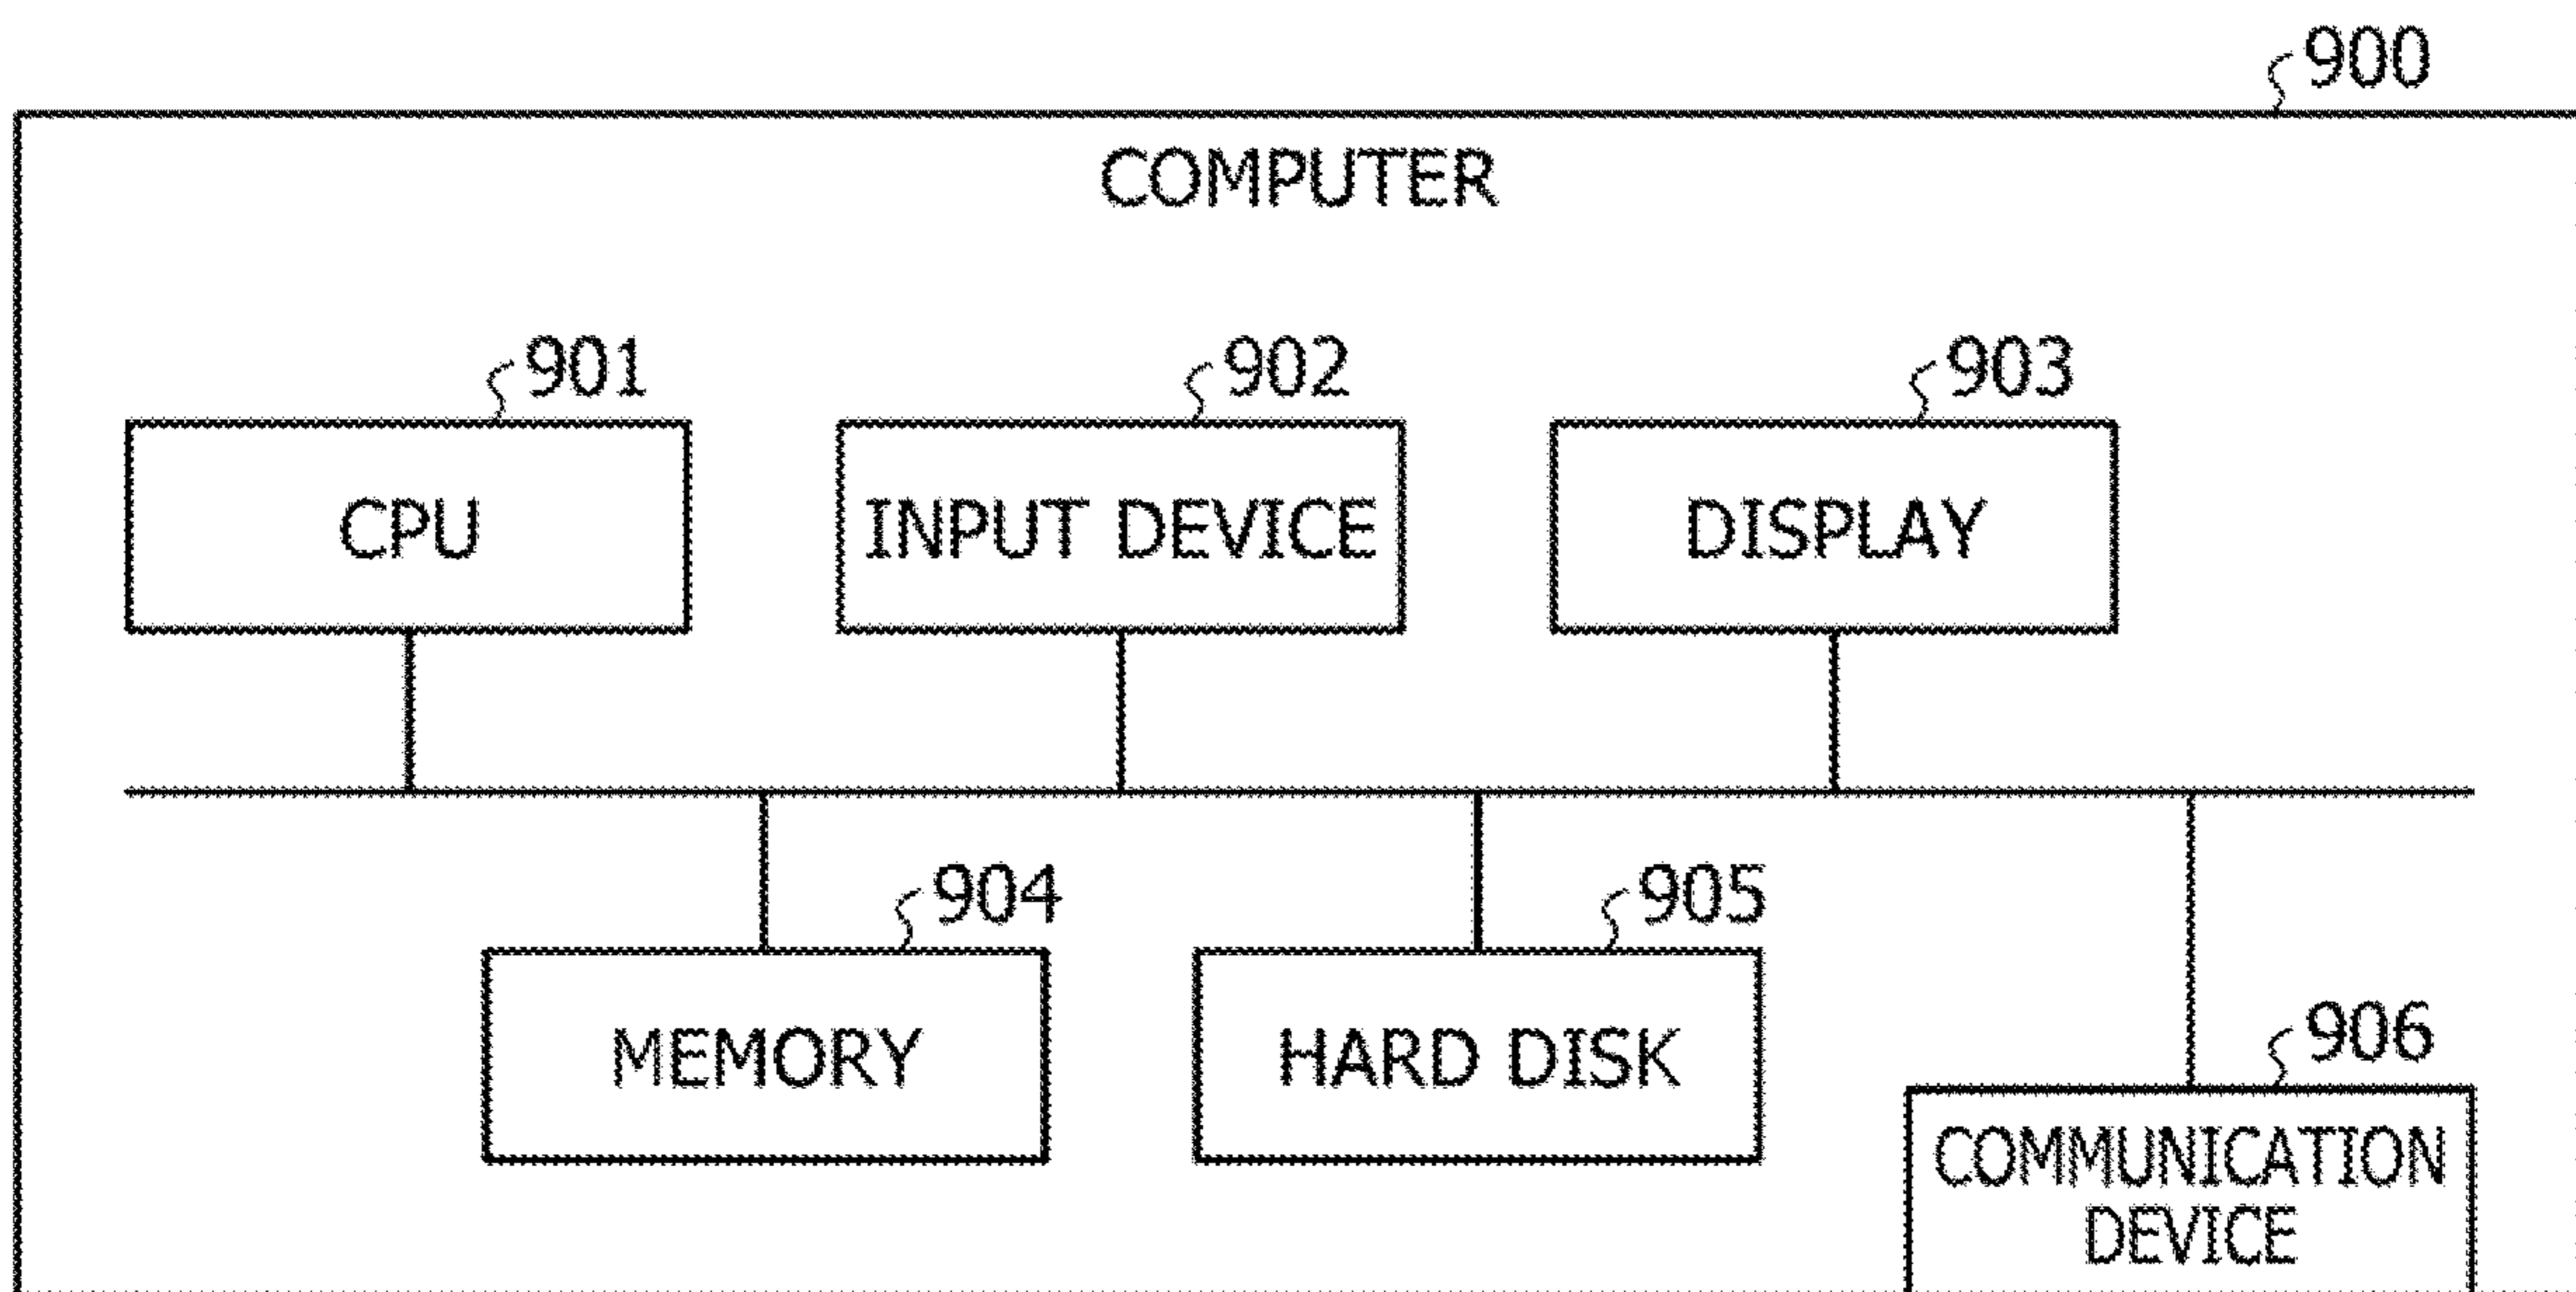 900
COMPUTER
901
902
903
CPU
INPUT DEVICE
DISPLAY
904
905
MEMORY
HARD DISK
906
COMMUNICATION
DEVICE